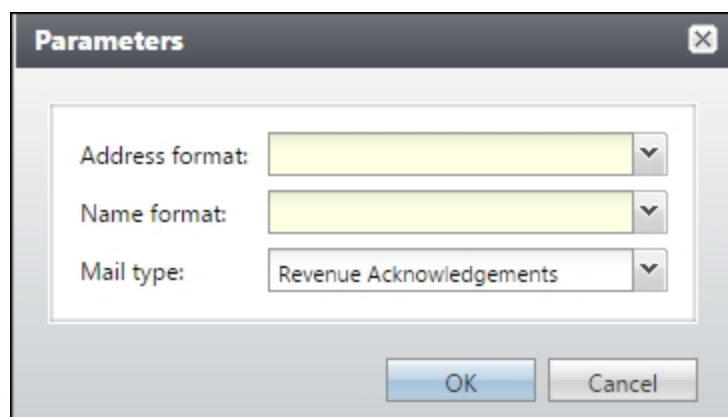 Parameters
Address format:
Name format:
Mail type: Revenue Acknowledgements
OK Cancel